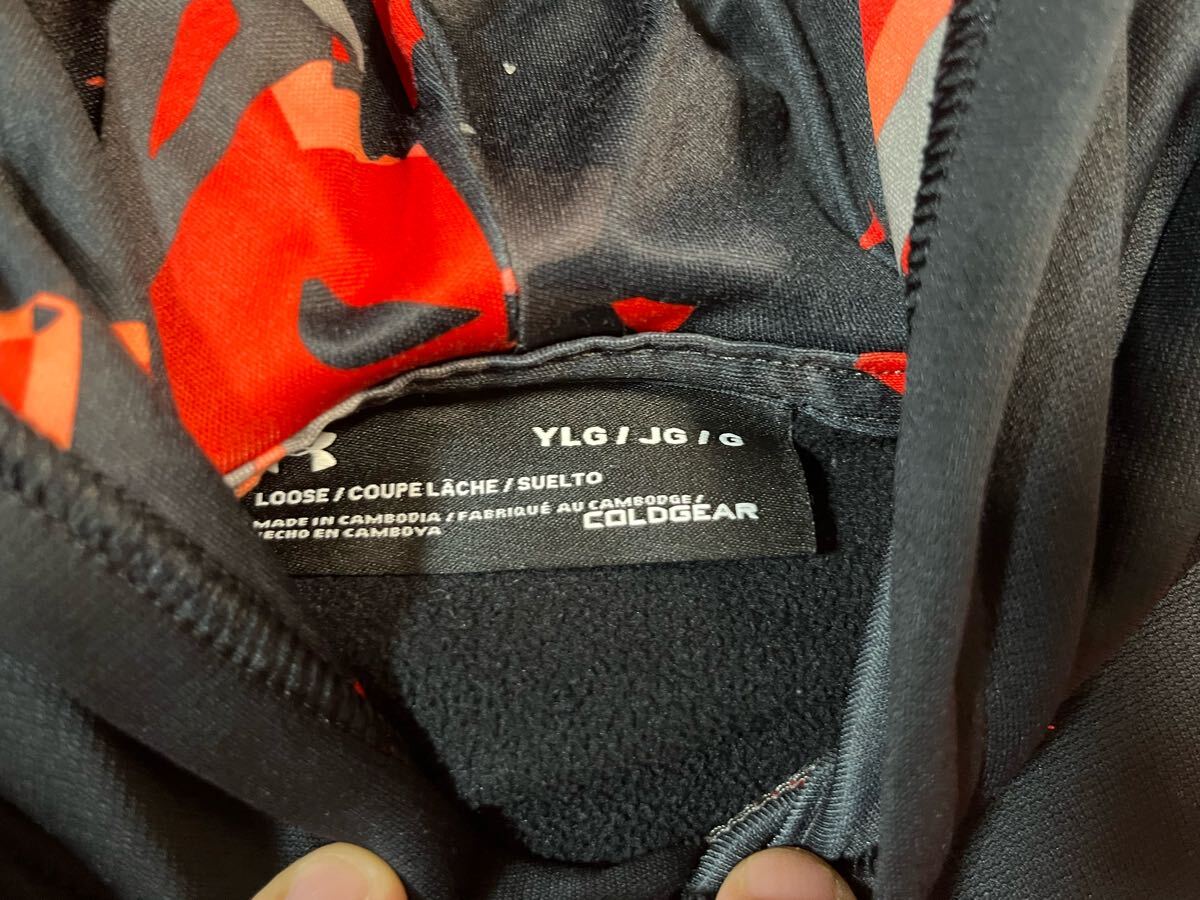 YLG / JG / G
LOOSE / COUPE LÂCHE / SUELTO
MADE IN CAMBODIA / FABRIQUÉ AU CAMBODGE /
HECHO EN CAMBOYA
COLDGEAR